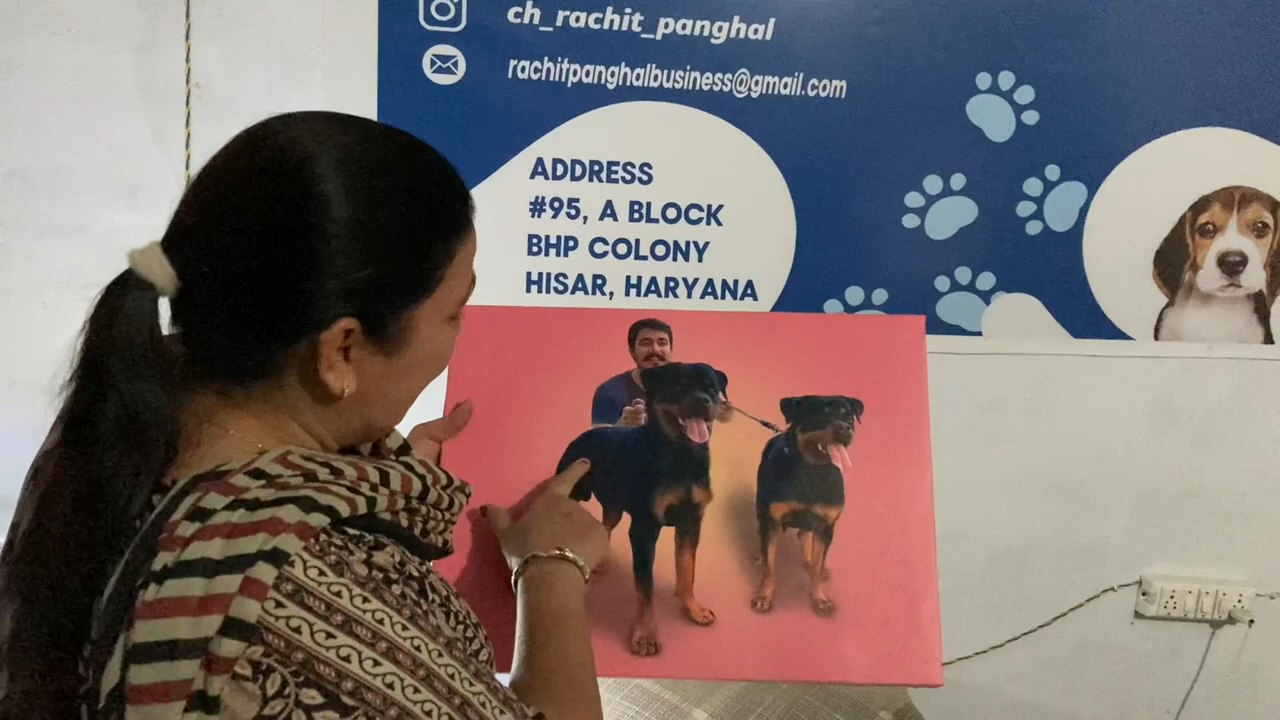 ch_rachit_panghal
rachitpanghalbusiness@gmail.com
ADDRESS
#95, A BLOCK
BHP COLONY
HISAR, HARYANA